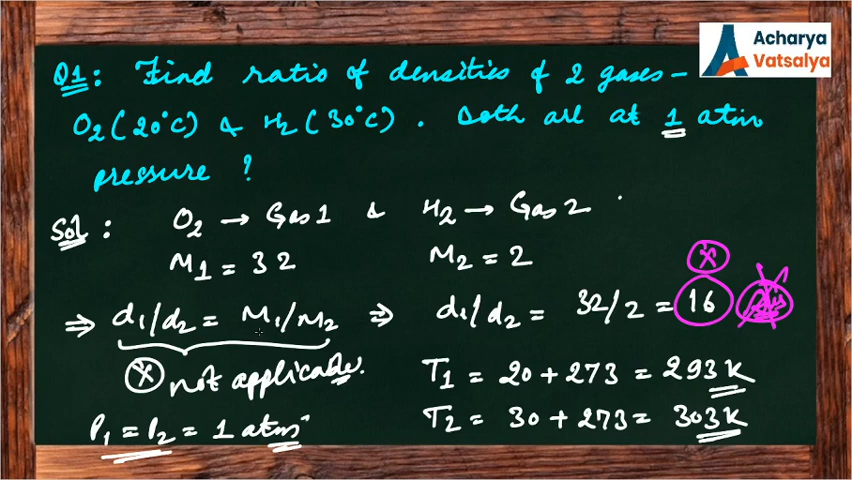 Acharya
Vatsalya
Q1: Find ratio of densities of 2 gases -
O2 (20°C) & H2 (30°C). Both are at 1 atm
pressure ?
Sol: O2 → Gas 1 & H2 → Gas 2
M1 = 32 M2 = 2
⇒ d1/d2 = M1/M2 ⇒ d1/d2 = 32/2 = 16
not applicable.
T1 = 20 + 273 = 293 K
P1 = P2 = 1 atm
T2 = 30 + 273 = 303 K